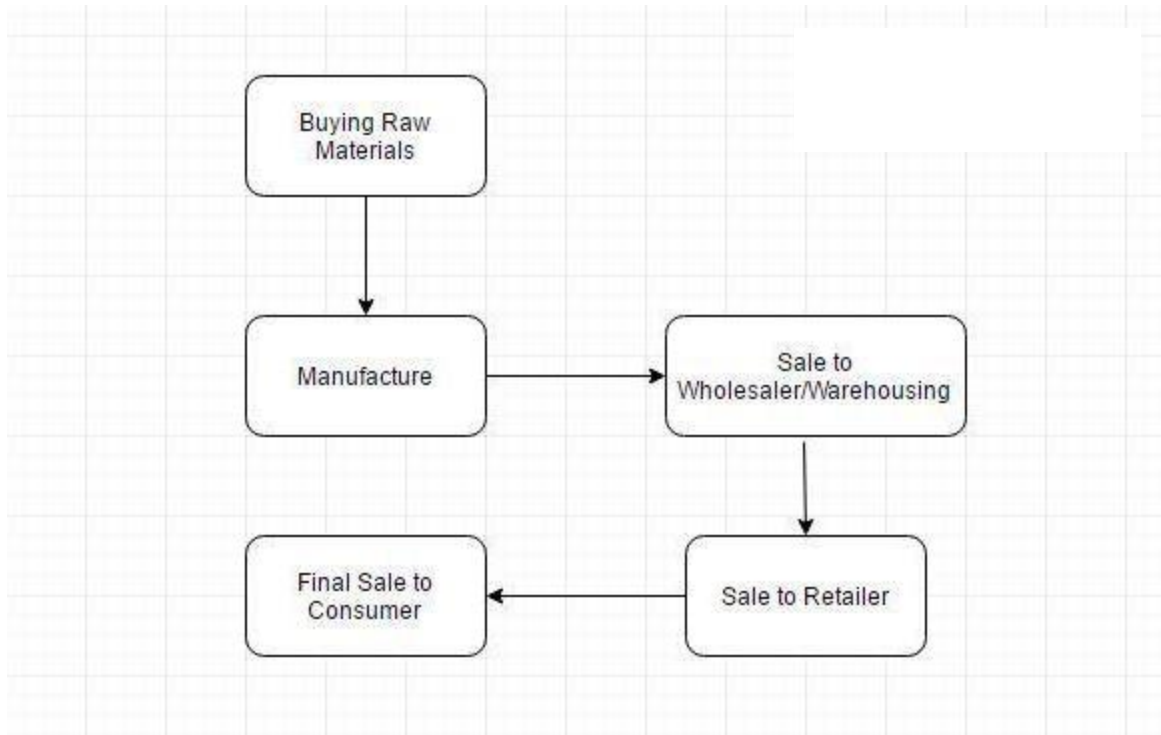 Buying Raw
Materials
Manufacture
Sale to
Wholesaler/Warehousing
Sale to Retailer
Final Sale to
Consumer